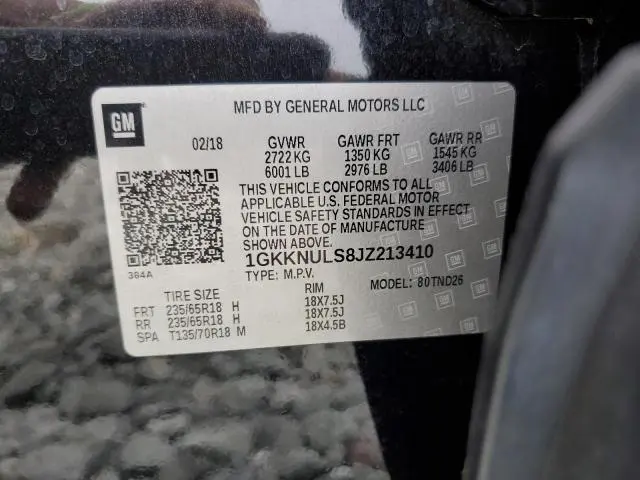 GM
MFD BY GENERAL MOTORS LLC
02/18 GVWR GAWR FRT GAWR RR
2722 KG 1350 KG 1545 KG
6001 LB 2976 LB 3406 LB
THIS VEHICLE CONFORMS TO ALL
APPLICABLE U.S. FEDERAL MOTOR
VEHICLE SAFETY STANDARDS IN
EFFECT ON THE DATE OF MANUFACTURE
SHOWN ABOVE.
1GKKNULS8JZ213410
384A
TYPE: M.P.V. MODEL: 80TND26
TIRE SIZE RIM
FRT 235/65R18 H 18X7.5J
RR 235/65R18 H 18X7.5J
SPA T135/70R18 M 18X4.5B